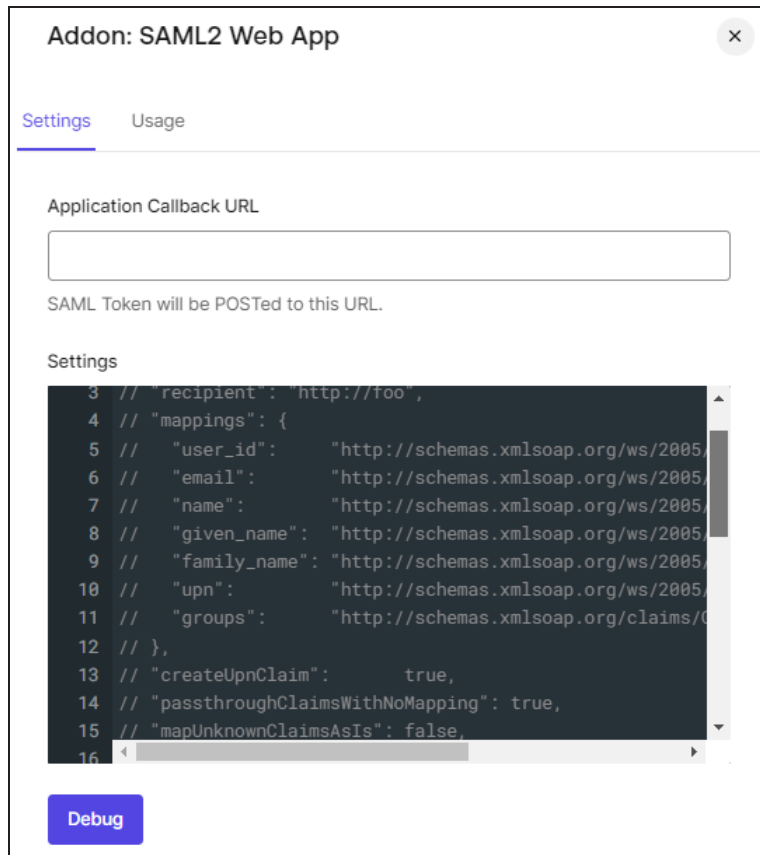 Addon: SAML2 Web App
Settings Usage
Application Callback URL
SAML Token will be POSTed to this URL.
Settings
3 // "recipient": "http://foo",
4 // "mappings": {
5 //   "user_id":     "http://schemas.xmlsoap.org/ws/2005/
6 //   "email":       "http://schemas.xmlsoap.org/ws/2005/
7 //   "name":        "http://schemas.xmlsoap.org/ws/2005/
8 //   "given_name":  "http://schemas.xmlsoap.org/ws/2005/
9 //   "family_name": "http://schemas.xmlsoap.org/ws/2005/
10 //   "upn":         "http://schemas.xmlsoap.org/ws/2005/
11 //   "groups":      "http://schemas.xmlsoap.org/claims/G
12 // },
13 // "createUpnClaim":       true,
14 // "passthroughClaimsWithNoMapping": true,
15 // "mapUnknownClaimsAsIs": false,
16
Debug